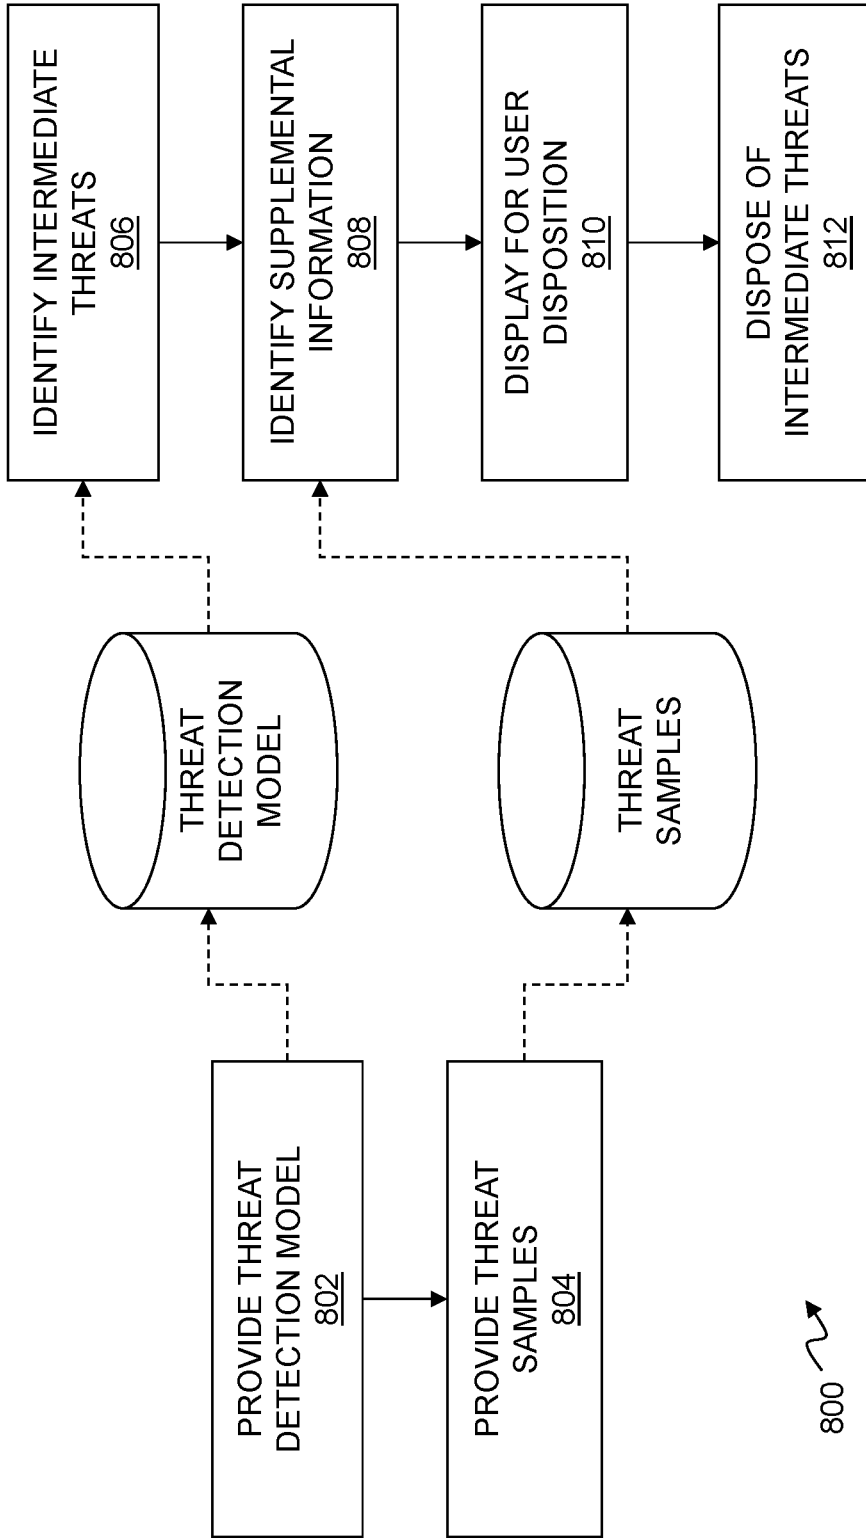 PROVIDE THREAT
DETECTION MODEL
802
PROVIDE THREAT
SAMPLES
804
THREAT
DETECTION
MODEL
THREAT
SAMPLES
IDENTIFY INTERMEDIATE
THREATS
806
IDENTIFY SUPPLEMENTAL
INFORMATION
808
DISPLAY FOR USER
DISPOSITION
810
DISPOSE OF
INTERMEDIATE THREATS
812
800